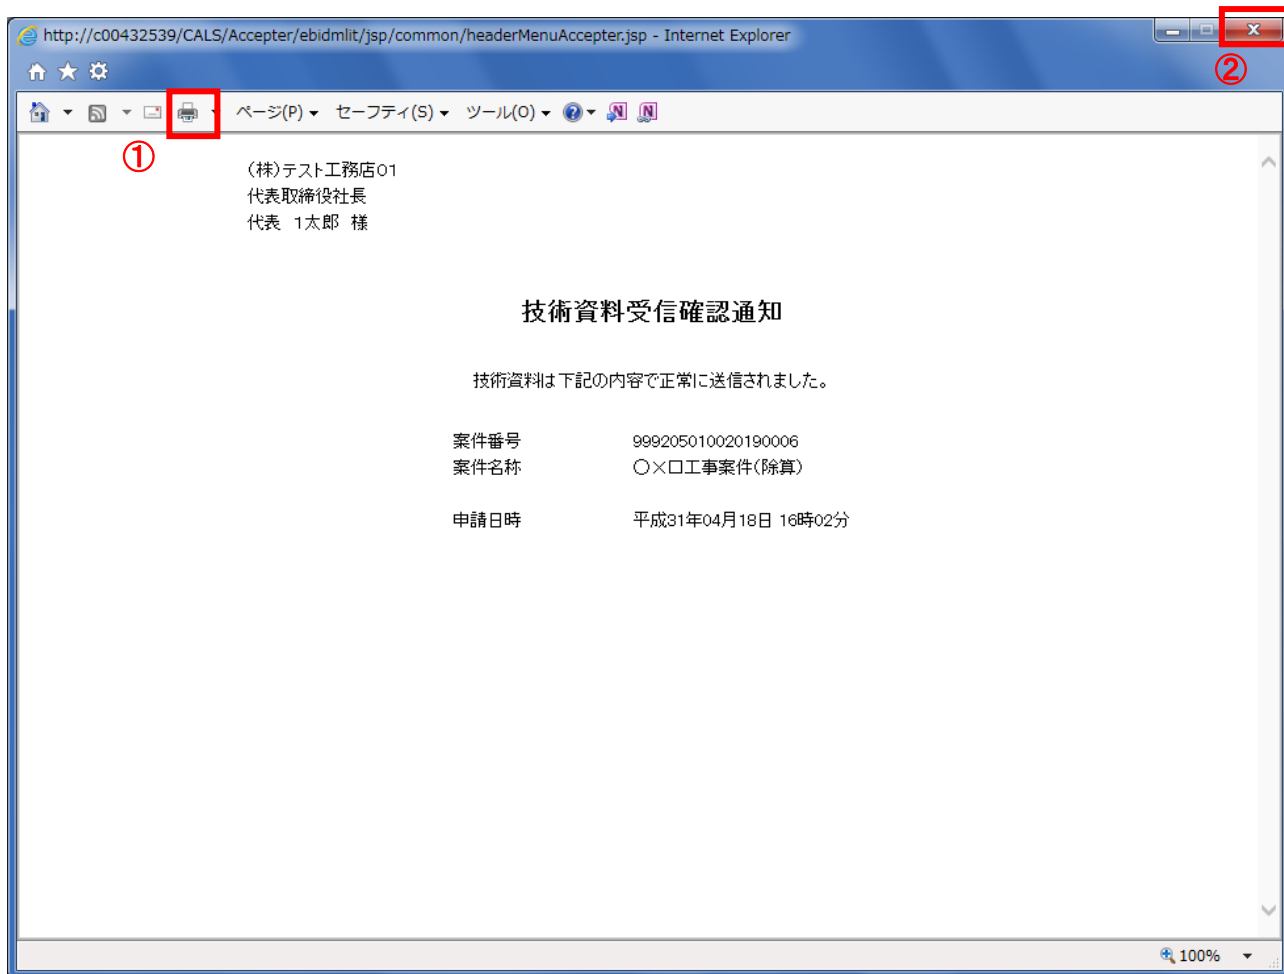 http://c00432539/CALS/Accepter/ebidmlit/jsp/common/headerMenuAccepter.jsp - Internet Explorer
x
②
ページ(P) セーフティ(S) ツール(O)
①
(株)テスト工務店01
代表取締役社長
代表 1太郎 様
技術資料受信確認通知
技術資料は下記の内容で正常に送信されました。
案件番号 999205010020190006
案件名称 〇×口工事案件(除算)
申請日時 平成31年04月18日 16時02分
100%